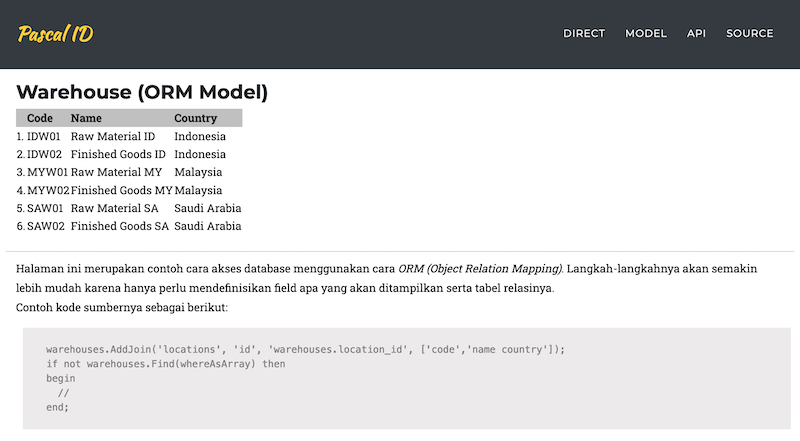 Pascal ID
DIRECT MODEL API SOURCE
Warehouse (ORM Model)
Code Name Country
1. IDW01 Raw Material ID Indonesia
2. IDW02 Finished Goods ID Indonesia
3. MYW01 Raw Material MY Malaysia
4. MYW02 Finished Goods MY Malaysia
5. SAW01 Raw Material SA Saudi Arabia
6. SAW02 Finished Goods SA Saudi Arabia
Halaman ini merupakan contoh cara akses database menggunakan cara ORM (Object Relation Mapping). Langkah-langkahnya akan semakin
lebih mudah karena hanya perlu mendefinisikan field apa yang akan ditampilkan serta tabel relasinya.
Contoh kode sumbernya sebagai berikut:
warehouses.AddJoin('locations', 'id', 'warehouses.location_id', ['code','name country']);
if not warehouses.Find(whereAsArray) then
begin
//
end;